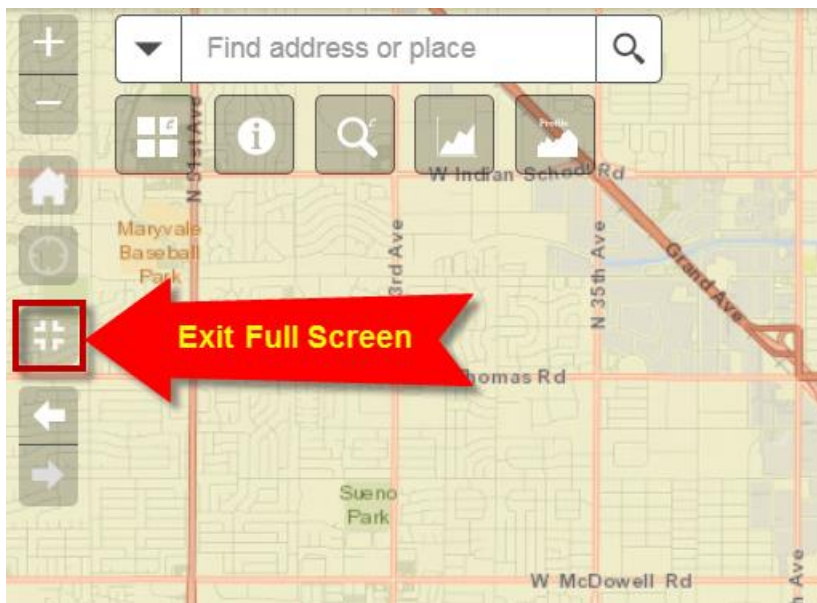 Find address or place
Profile
N 51st Ave
W Indian School Rd
Maryvale
Baseball
Park
3rd Ave
N 35th Ave
Grand Ave
Exit Full Screen
homas Rd
Sueno
Park
W McDowell Rd
Ave